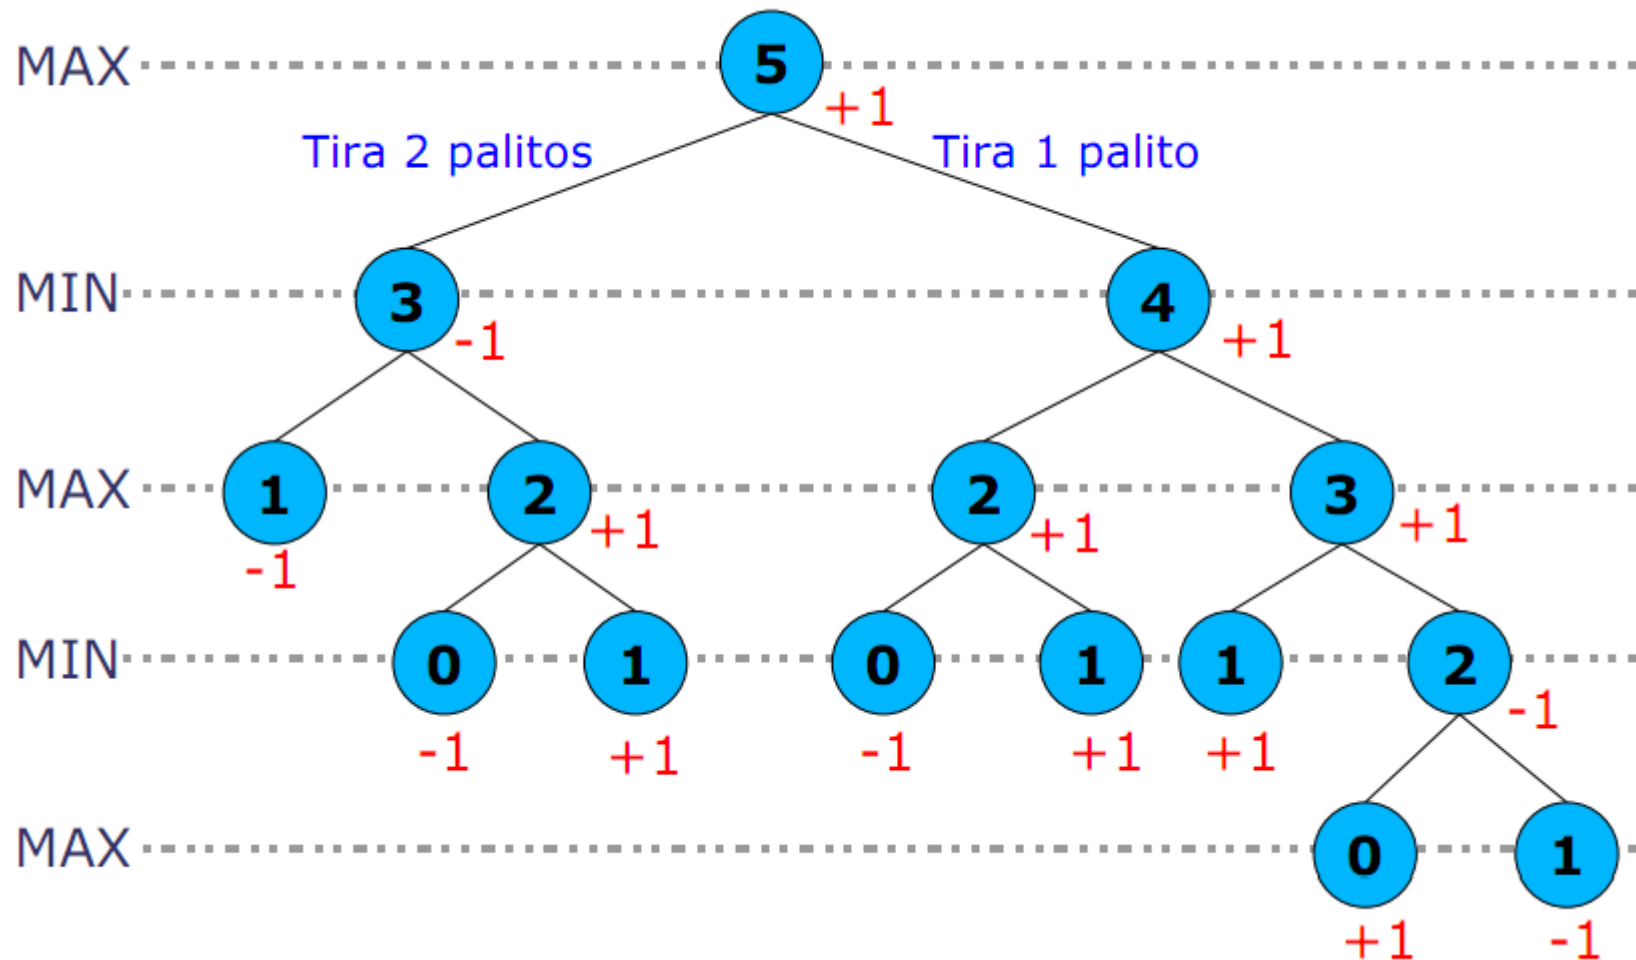 MAX 5
+1
Tira 2 palitos Tira 1 palito
MIN 3 4
-1 +1
MAX 1 2 2 3
-1 +1 +1 +1
MIN 0 1 0 1 1 2
-1
-1 +1 -1 +1 +1
MAX 0 1
+1 -1